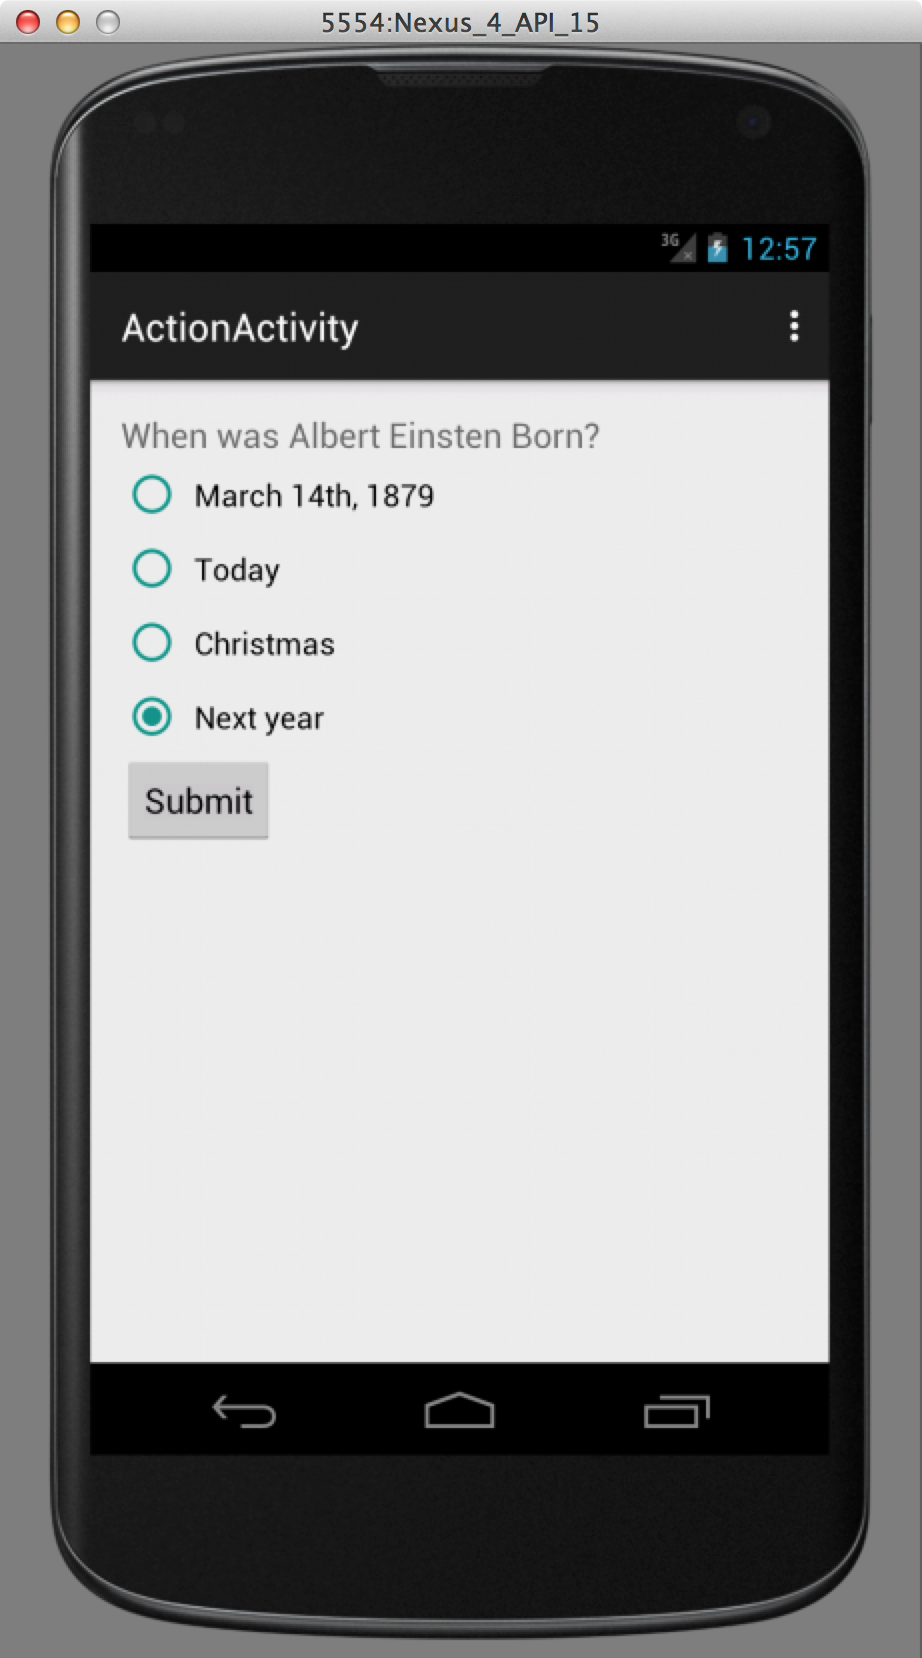 5554:Nexus_4_API_15
3G 12:57
ActionActivity
When was Albert Einsten Born?
March 14th, 1879
Today
Christmas
Next year
Submit